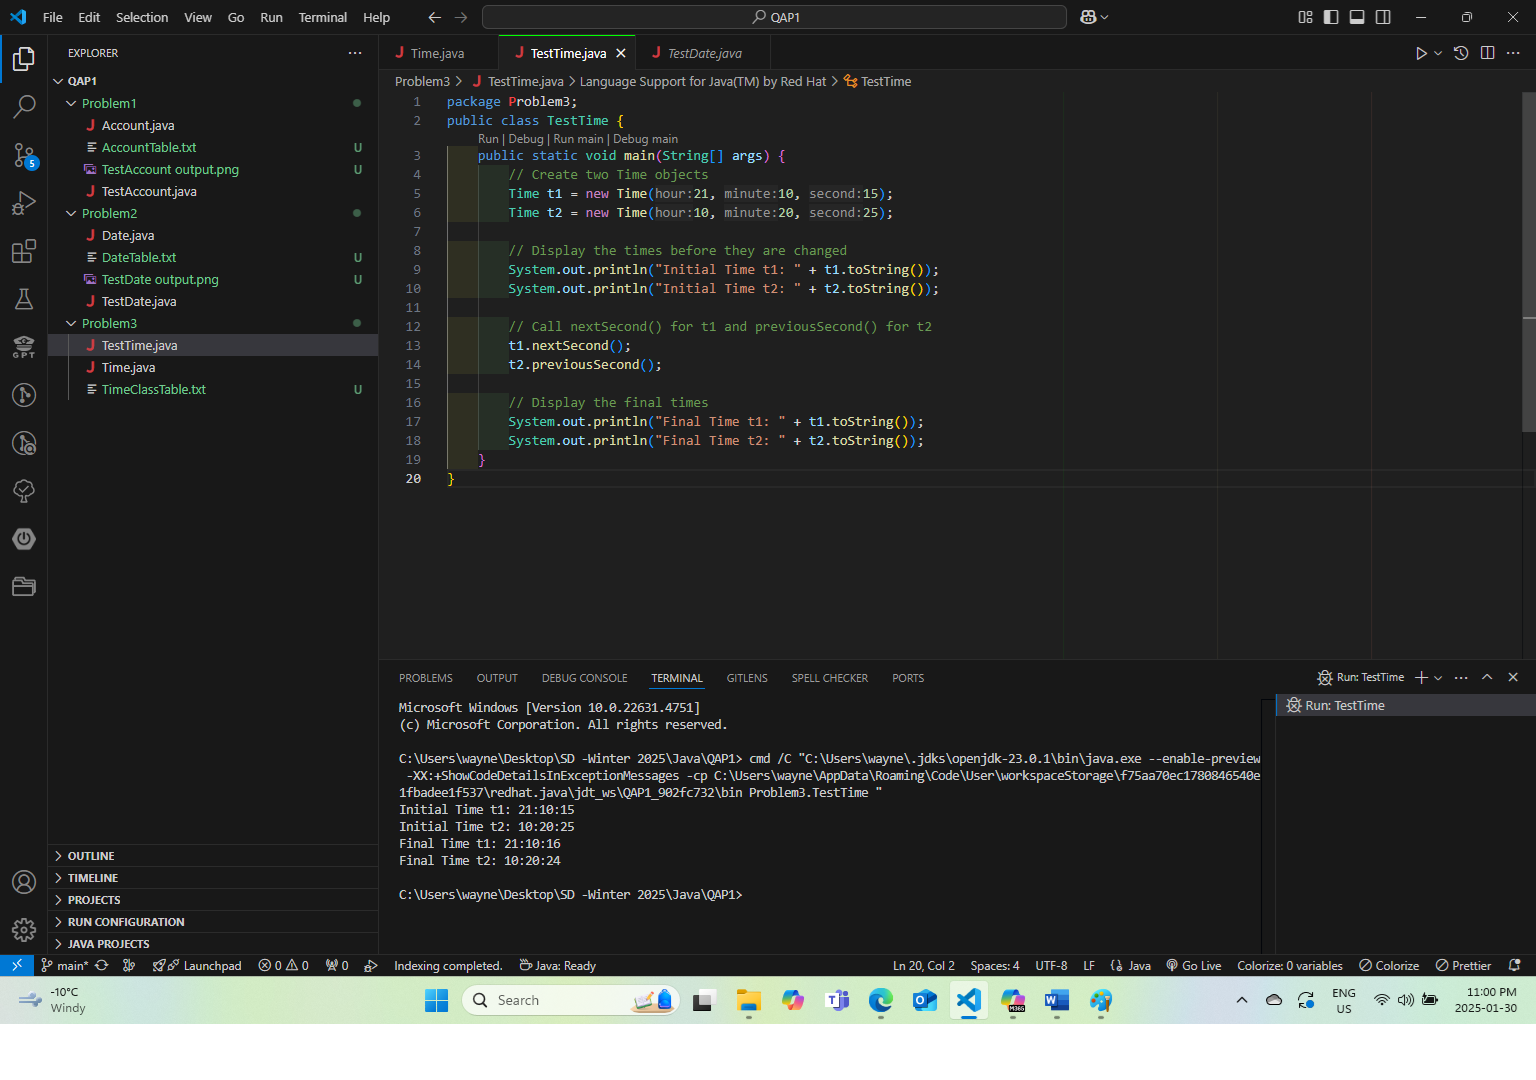 File Edit Selection View Go Run Terminal Help
QAP1
EXPLORER
QAP1
Problem1
Account.java
AccountTable.txt U
TestAccount output.png U
TestAccount.java
Problem2
Date.java
DateTable.txt U
TestDate output.png U
TestDate.java
Problem3
TestTime.java
Time.java
TimeClassTable.txt U
OUTLINE
TIMELINE
PROJECTS
RUN CONFIGURATION
JAVA PROJECTS
5
GPT
Time.java TestTime.java TestDate.java
Problem3 > TestTime.java > Language Support for Java(TM) by Red Hat > TestTime
1 package Problem3;
2 public class TestTime {
Run | Debug | Run main | Debug main
3 public static void main(String[] args) {
4 // Create two Time objects
5 Time t1 = new Time(hour:21, minute:10, second:15);
6 Time t2 = new Time(hour:10, minute:20, second:25);
7
8 // Display the times before they are changed
9 System.out.println("Initial Time t1: " + t1.toString());
10 System.out.println("Initial Time t2: " + t2.toString());
11
12 // Call nextSecond() for t1 and previousSecond() for t2
13 t1.nextSecond();
14 t2.previousSecond();
15
16 // Display the final times
17 System.out.println("Final Time t1: " + t1.toString());
18 System.out.println("Final Time t2: " + t2.toString());
19 }
20 }
PROBLEMS OUTPUT DEBUG CONSOLE TERMINAL GITLENS SPELL CHECKER PORTS
Run: TestTime
Run: TestTime
Microsoft Windows [Version 10.0.22631.4751]
(c) Microsoft Corporation. All rights reserved.
C:\Users\wayne\Desktop\SD -Winter 2025\Java\QAP1> cmd /C "C:\Users\wayne\.jdks\openjdk-23.0.1\bin\java.exe --enable-preview
-XX:+ShowCodeDetailsInExceptionMessages -cp C:\Users\wayne\AppData\Roaming\Code\User\workspaceStorage\f75aa70ec1780846540e
1fbadee1f537\redhat.java\jdt_ws\QAP1_902fc732\bin Problem3.TestTime "
Initial Time t1: 21:10:15
Initial Time t2: 10:20:25
Final Time t1: 21:10:16
Final Time t2: 10:20:24
C:\Users\wayne\Desktop\SD -Winter 2025\Java\QAP1>
main* Launchpad 0 0 0 Indexing completed. Java: Ready Ln 20, Col 2 Spaces: 4 UTF-8 LF Java Go Live Colorize: 0 variables Colorize Prettier
-10°C
Windy
Search
M365
ENG
US
11:00 PM
2025-01-30